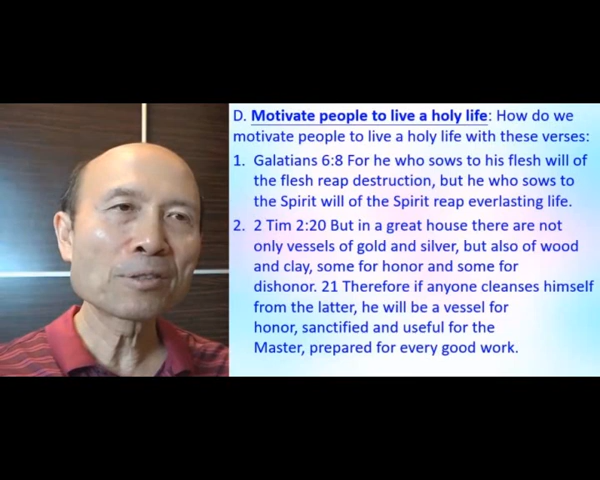 D. Motivate people to live a holy life: How do we
motivate people to live a holy life with these verses:
1. Galatians 6:8 For he who sows to his flesh will of
the flesh reap destruction, but he who sows to
the Spirit will of the Spirit reap everlasting life.
2. 2 Tim 2:20 But in a great house there are not
only vessels of gold and silver, but also of wood
and clay, some for honor and some for
dishonor. 21 Therefore if anyone cleanses himself
from the latter, he will be a vessel for
honor, sanctified and useful for the
Master, prepared for every good work.